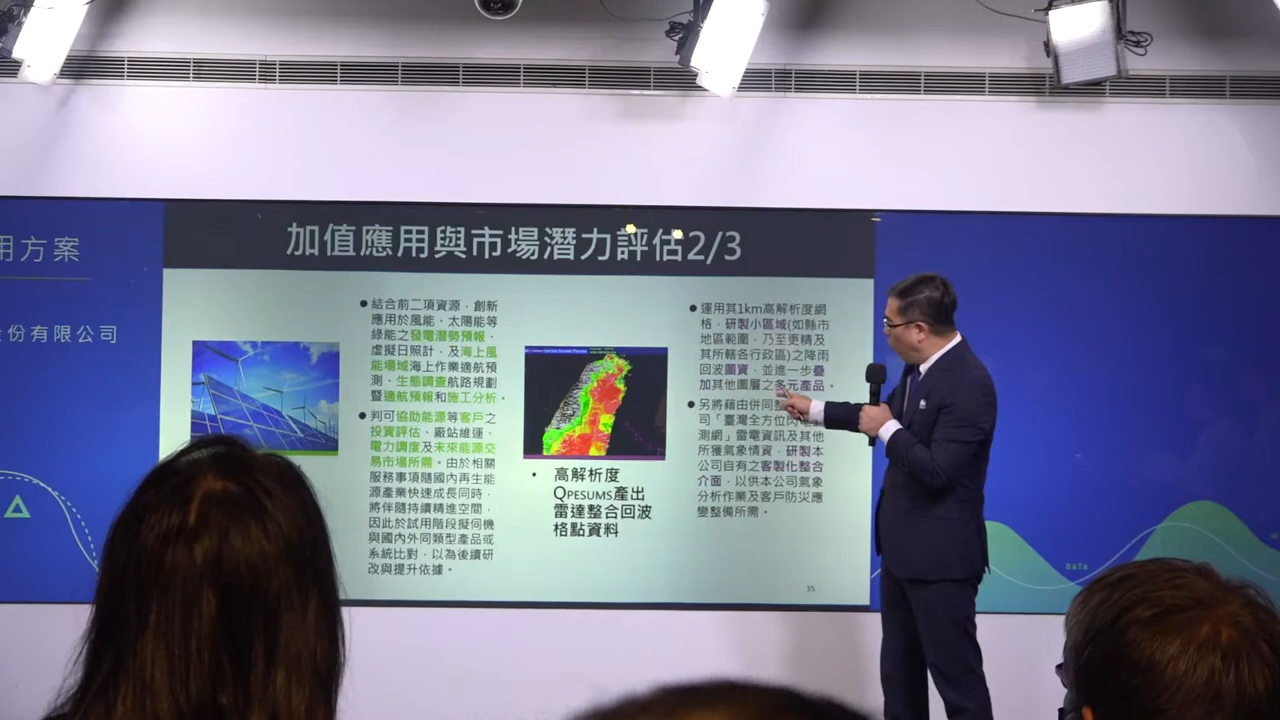 用方案
份有限公司
加值應用與市場潛力評估2/3
●結合前二項資源，創新
應用於風能、太陽能等
綠能之發電潛勢預報、
虛擬日照計，及海上風
能場域海上作業適航預
測、生態調查航路規劃
暨適航預報和施工分析。
●判可協助能源等客戶之
投資評估、廠站維運、
電力調度及未來能源交
易市場所需。由於相關
服務事項隨國內再生能
源產業快速成長同時，
將伴隨持續精進空間，
因此於試用階段擬伺機
與國內外同類型產品或
系統比對，以為後續研
改與提升依據。
• 高解析度
QPESUMS產出
雷達整合回波
格點資料
●運用其1km高解析度網
格，研製小區域(如縣市
地區範圍，乃至更精及
其所轄各行政區)之降雨
回波圖資，並進一步疊
加其他圖層之多元產品。
●另將藉由併同
司「臺灣全方位閃
測網」雷電資訊及其他
所獲氣象情資，研製本
公司自有之客製化整合
介面，以供本公司氣象
分析作業及客戶防災應
變整備所需。
35
DATA